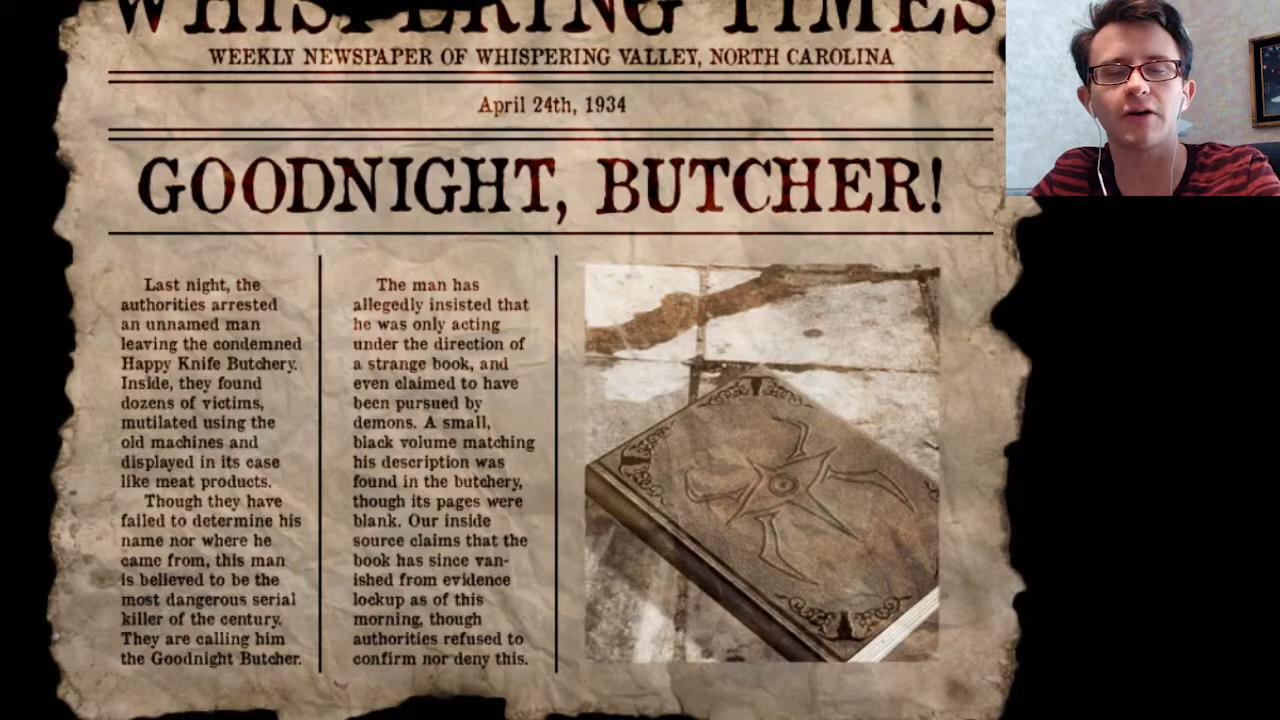 WHISPERING TIMES
WEEKLY NEWSPAPER OF WHISPERING VALLEY, NORTH CAROLINA
April 24th, 1934
GOODNIGHT, BUTCHER!
Last night, the
authorities arrested
an unnamed man
leaving the condemned
Happy Knife Butchery.
Inside, they found
dozens of victims,
mutilated using the
old machines and
displayed in its case
like meat products.
Though they have
failed to determine his
name nor where he
came from, this man
is believed to be the
most dangerous serial
killer of the century.
They are calling him
the Goodnight Butcher.
The man has
allegedly insisted that
he was only acting
under the direction of
a strange book, and
even claimed to have
been pursued by
demons. A small,
black volume matching
his description was
found in the butchery,
though its pages were
blank. Our inside
source claims that the
book has since van-
ished from evidence
lockup as of this
morning, though
authorities refused to
confirm nor deny this.